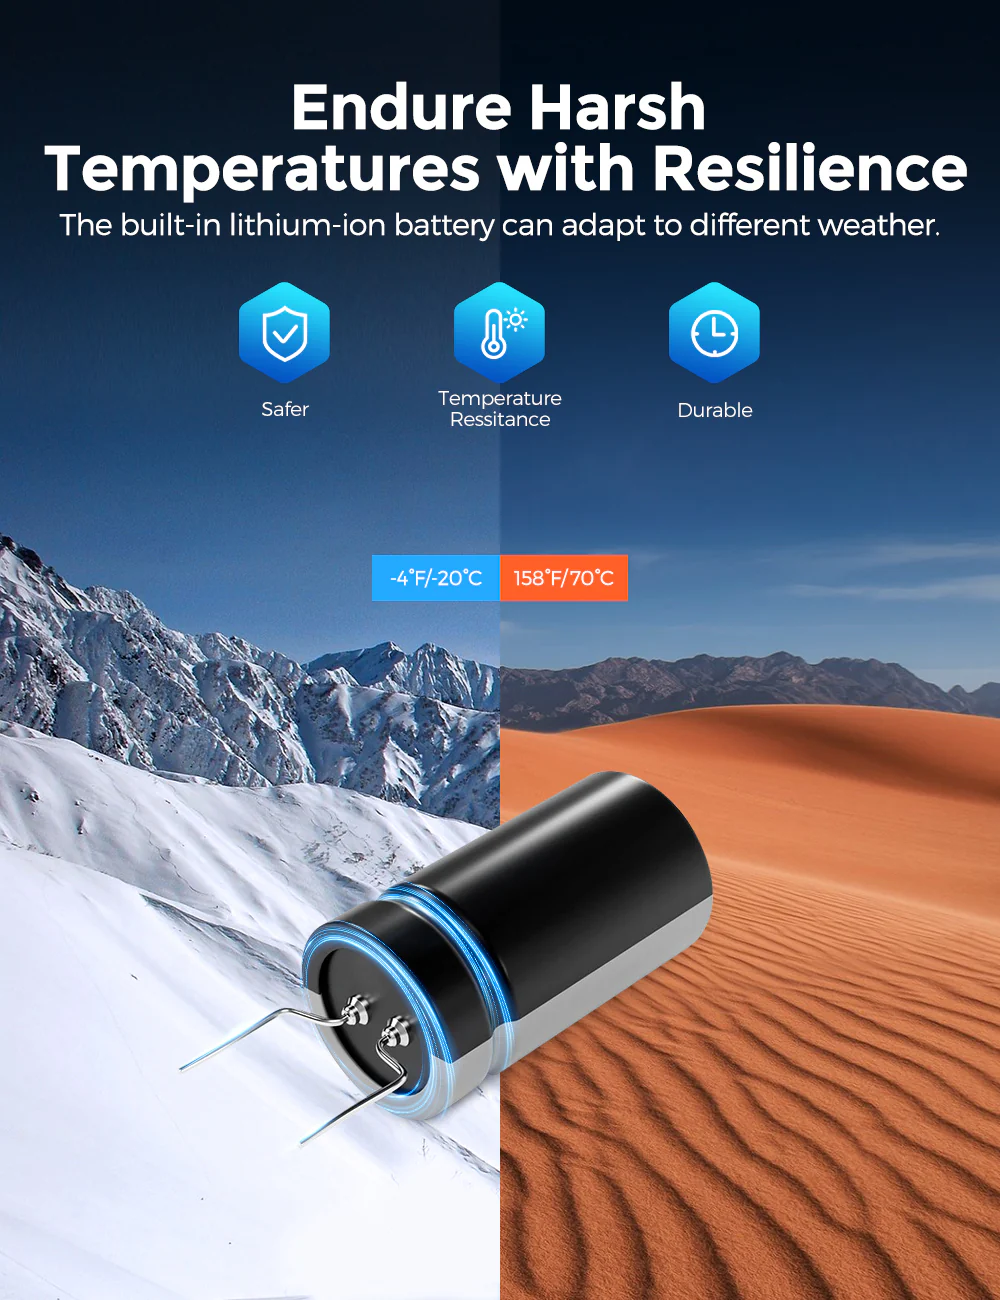 Endure Harsh
Temperatures with Resilience
The built-in lithium-ion battery can adapt to different weather.
Safer
Temperature
Ressitance
Durable
-4°F/-20°C
158°F/70°C